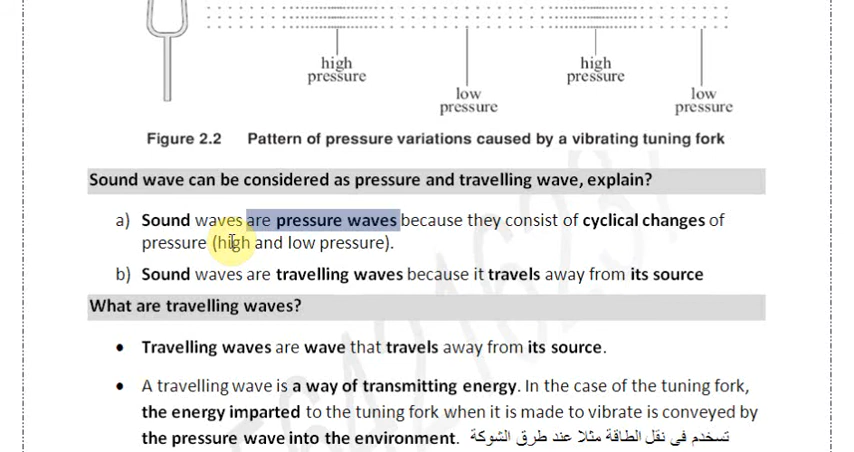 high
pressure
high
pressure
low
pressure
low
pressure
Figure 2.2 Pattern of pressure variations caused by a vibrating tuning fork
Sound wave can be considered as pressure and travelling wave, explain?
a) Sound waves are pressure waves because they consist of cyclical changes of
pressure (high and low pressure).
b) Sound waves are travelling waves because it travels away from its source
What are travelling waves?
• Travelling waves are wave that travels away from its source.
• A travelling wave is a way of transmitting energy. In the case of the tuning fork,
the energy imparted to the tuning fork when it is made to vibrate is conveyed by
the pressure wave into the environment. تسخدم في نقل الطاقة مثلا عند طرق الشوكة